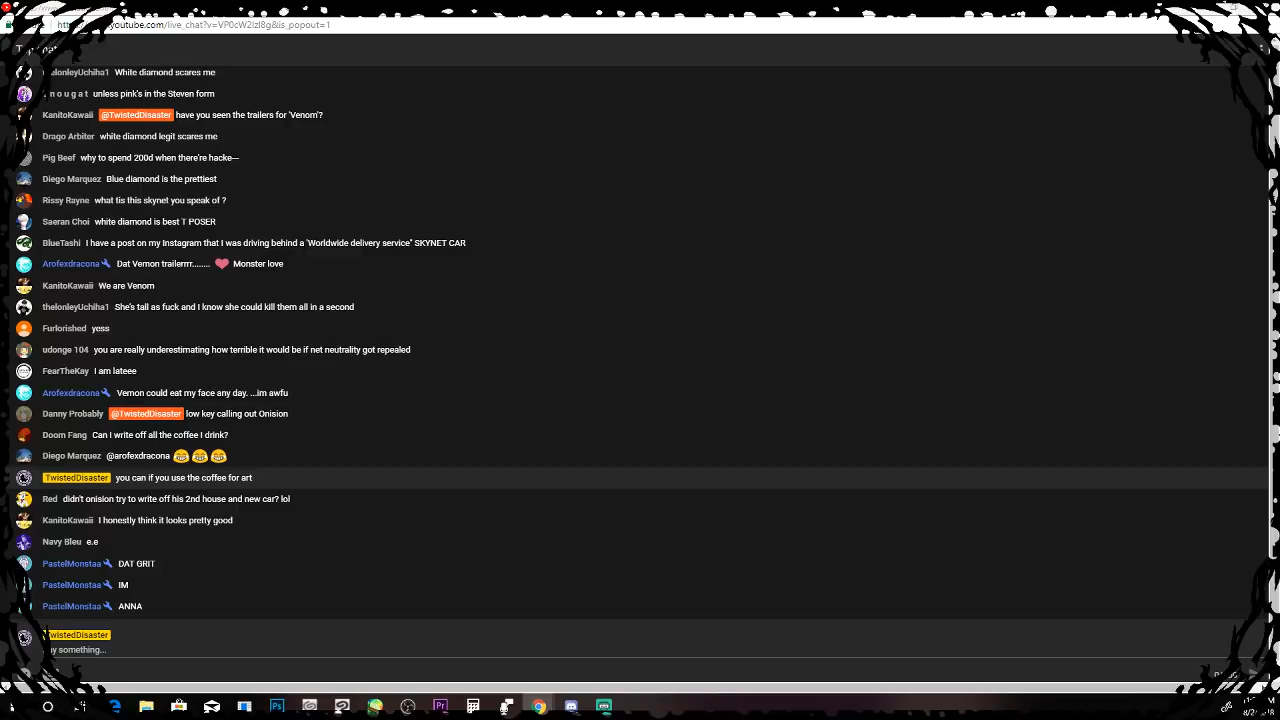 youtube.com/live_chat?v=VP0cW2IzI8g&is_popout=1
thelonleyUchiha1 White diamond scares me
n o u g a t unless pink's in the Steven form
KanitoKawaii @TwistedDisaster have you seen the trailers for 'Venom'?
Drago Arbiter white diamond legit scares me
Pig Beef why to spend 200d when there're hacke—
Diego Marquez Blue diamond is the prettiest
Rissy Rayne what tis this skynet you speak of ?
Saeran Choi white diamond is best T POSER
BlueTashi I have a post on my Instagram that I was driving behind a "Worldwide delivery service" SKYNET CAR
Arofexdracona Dat Vemon trailerrr........ Monster love
KanitoKawaii We are Venom
thelonleyUchiha1 She's tall as fuck and I know she could kill them all in a second
Furlorished yess
udonge 104 you are really underestimating how terrible it would be if net neutrality got repealed
FearTheKay I am lateee
Arofexdracona Vemon could eat my face any day. ...im awfu
Danny Probably @TwistedDisaster low key calling out Onision
Doom Fang Can I write off all the coffee I drink?
Diego Marquez @arofexdracona 😂😂😂
TwistedDisaster you can if you use the coffee for art
Red didn't onision try to write off his 2nd house and new car? lol
KanitoKawaii I honestly think it looks pretty good
Navy Bleu e.e
PastelMonstaa DAT GRIT
PastelMonstaa IM
PastelMonstaa ANNA
TwistedDisaster
ay something...